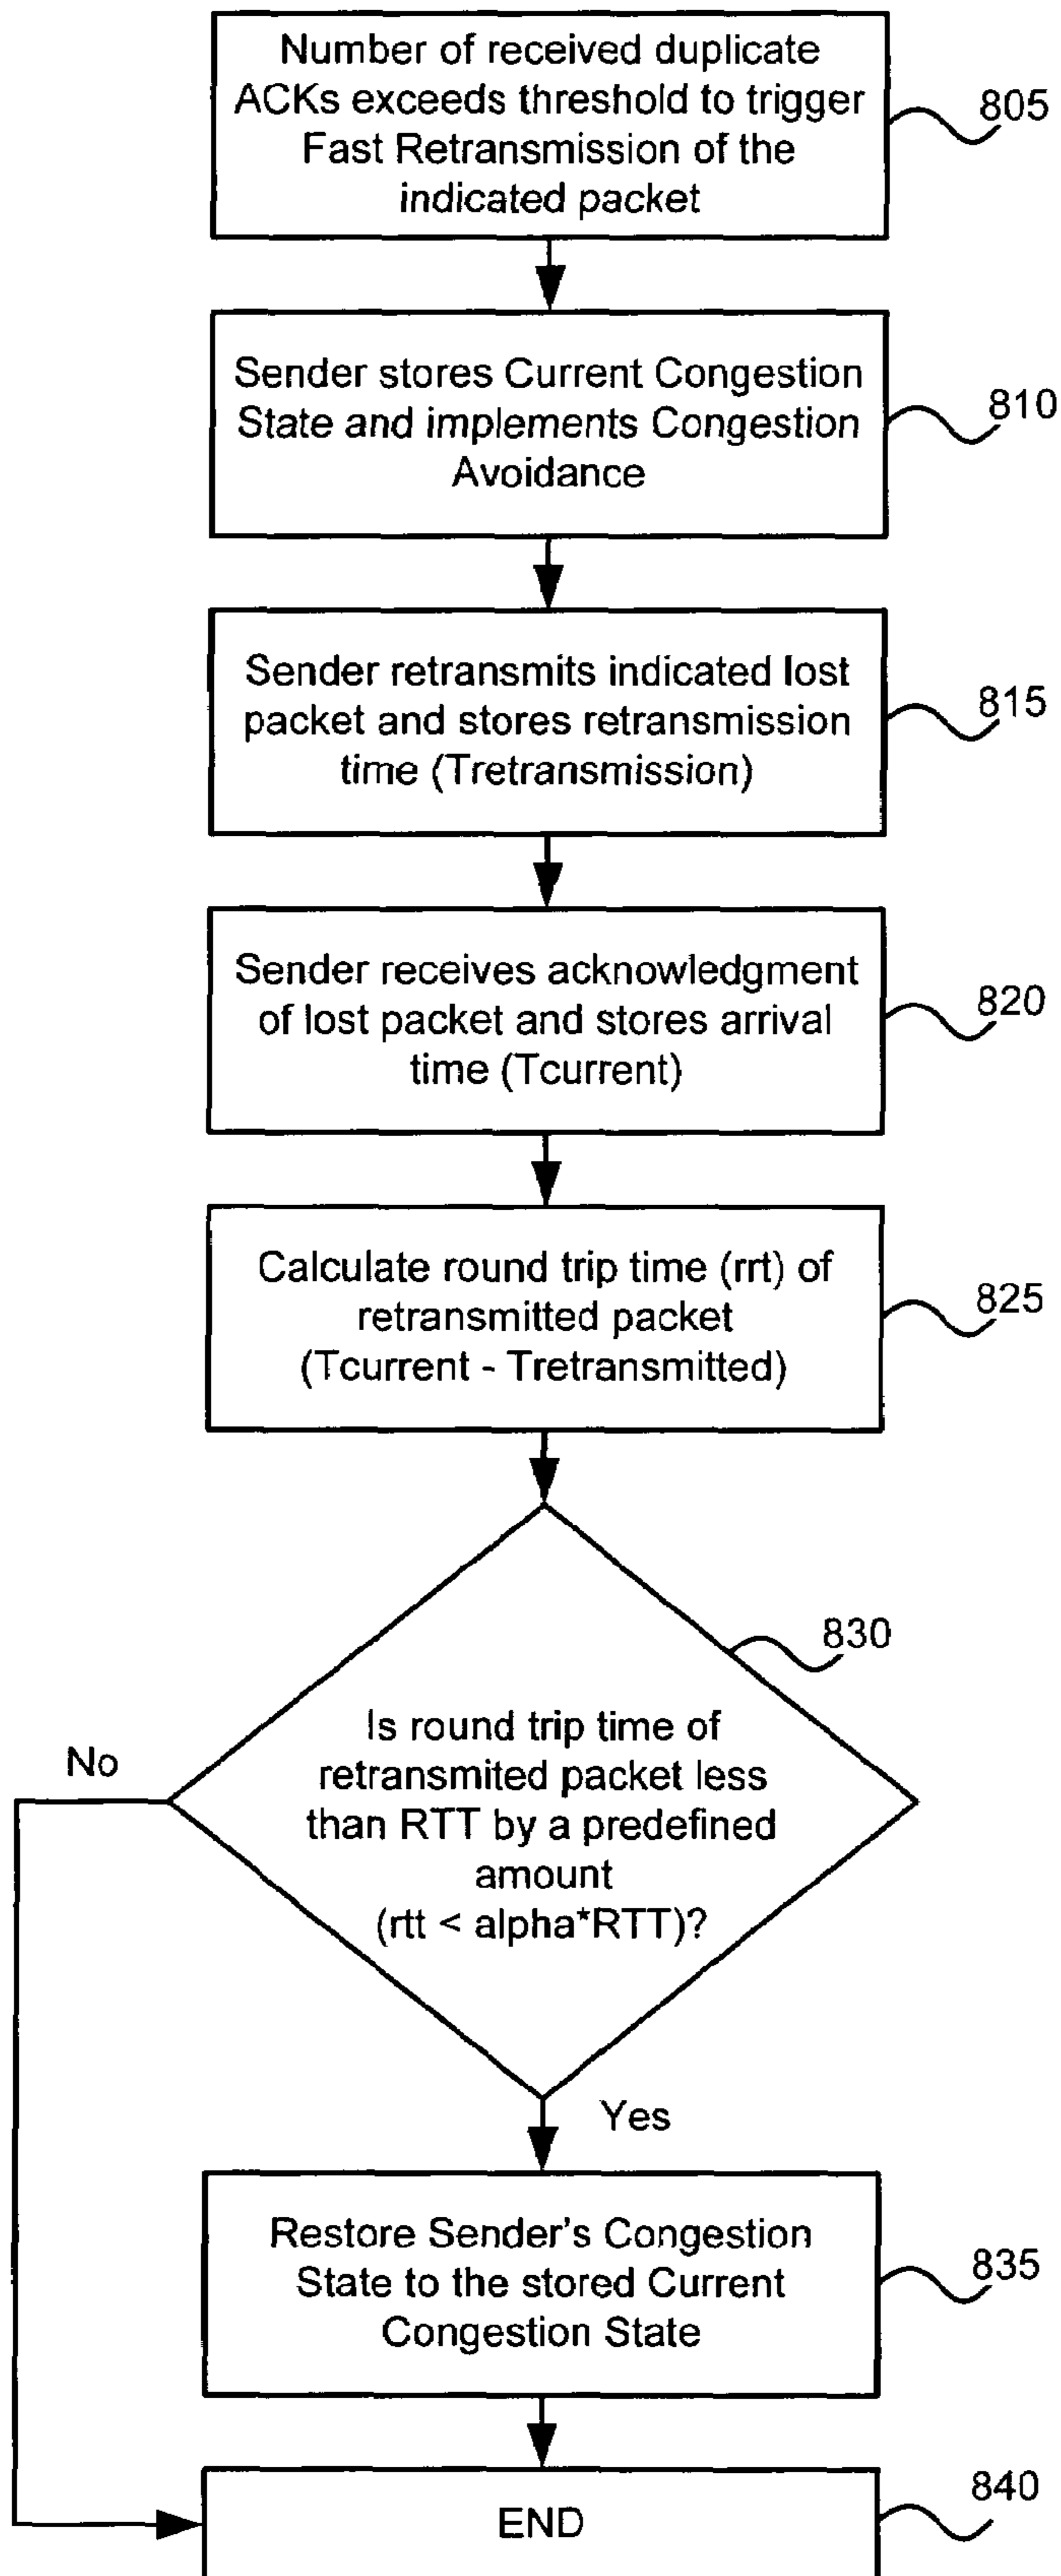 Number of received duplicate
ACKs exceeds threshold to trigger
Fast Retransmission of the
indicated packet
805
Sender stores Current Congestion
State and implements Congestion
Avoidance
810
Sender retransmits indicated lost
packet and stores retransmission
time (Tretransmission)
815
Sender receives acknowledgment
of lost packet and stores arrival
time (Tcurrent)
820
Calculate round trip time (rrt) of
retransmitted packet
(Tcurrent - Tretransmitted)
825
830
Is round trip time of
retransmited packet less
than RTT by a predefined
amount
(rtt < alpha*RTT)?
No
Yes
Restore Sender's Congestion
State to the stored Current
Congestion State
835
END
840